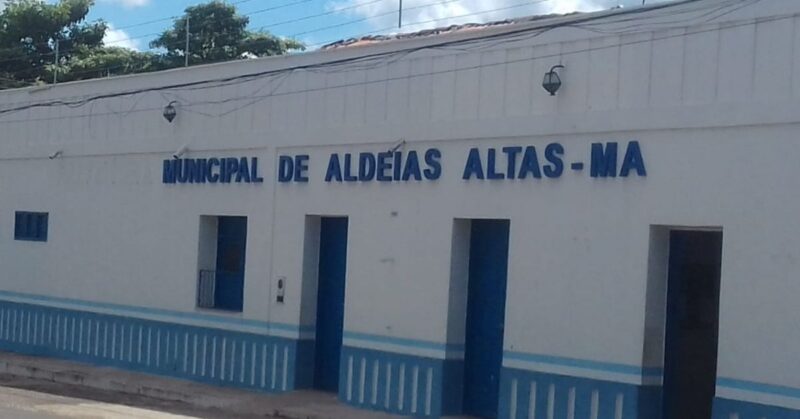 MUNICIPAL DE ALDEIAS ALTAS - MA